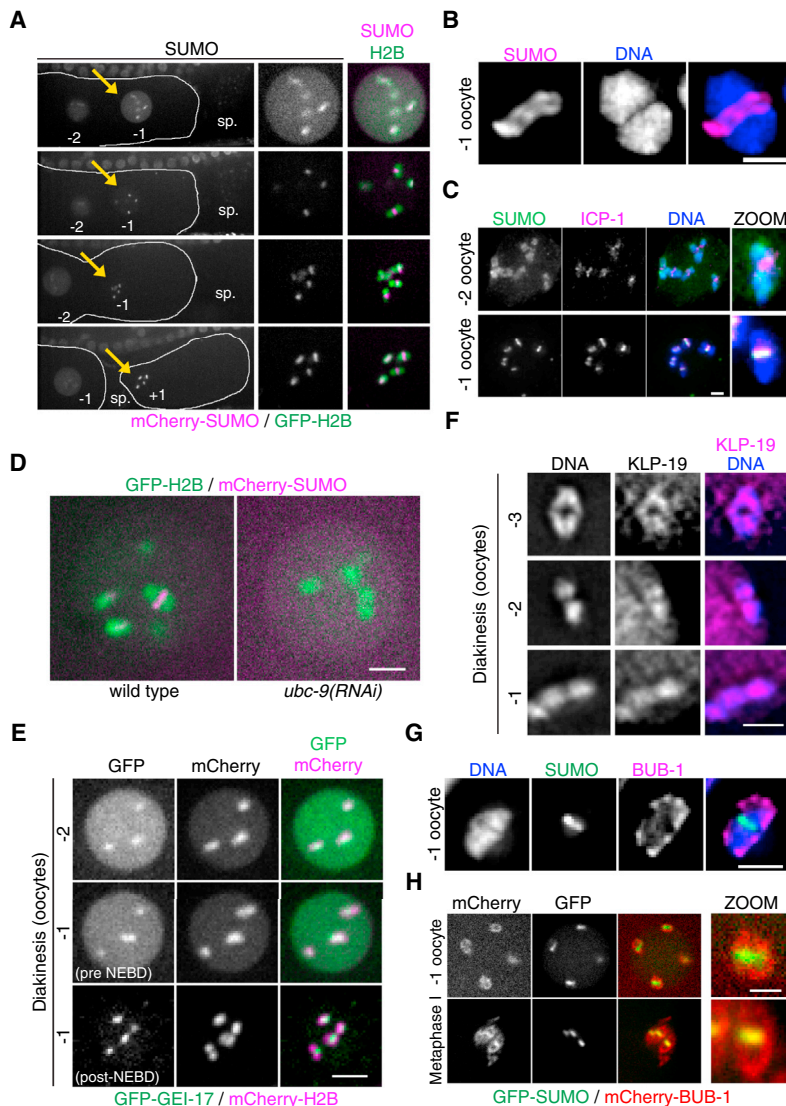 A
SUMO
SUMO
H2B
-2
-1
sp.
-2
-1
sp.
-2
-1
sp.
-1
sp.
+1
mCherry-SUMO / GFP-H2B
B
SUMO
DNA
-1 oocyte
C
SUMO
ICP-1
DNA
ZOOM
-2 oocyte
-1 oocyte
D
GFP-H2B / mCherry-SUMO
wild type
ubc-9(RNAi)
E
GFP
mCherry
GFP
mCherry
Diakinesis (oocytes)
-2
-1
(pre NEBD)
-1
(post-NEBD)
GFP-GEI-17 / mCherry-H2B
F
DNA
KLP-19
KLP-19
DNA
Diakinesis (oocytes)
-3
-2
-1
G
DNA
SUMO
BUB-1
-1 oocyte
H
mCherry
GFP
ZOOM
-1 oocyte
Metaphase I
GFP-SUMO / mCherry-BUB-1